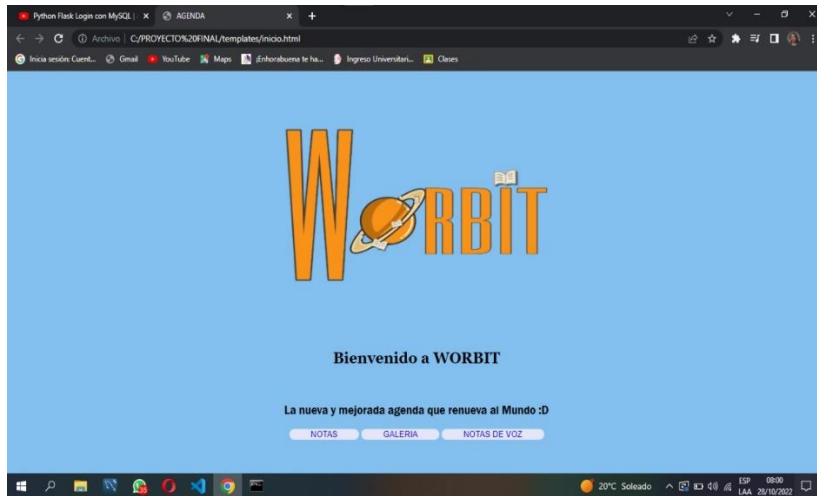 Python Flask Login con MySQL |
AGENDA
Archivo | C:/PROYECTO%20FINAL/templates/inicio.html
Inicia sesión: Cuent...
Gmail
YouTube
Maps
¡Enhorabuena te ha...
Ingreso Universitari...
Clases
WORBIT
Bienvenido a WORBIT
La nueva y mejorada agenda que renueva al Mundo :D
NOTAS
GALERIA
NOTAS DE VOZ
20°C Soleado
ESP
LAA
08:00
28/10/2022